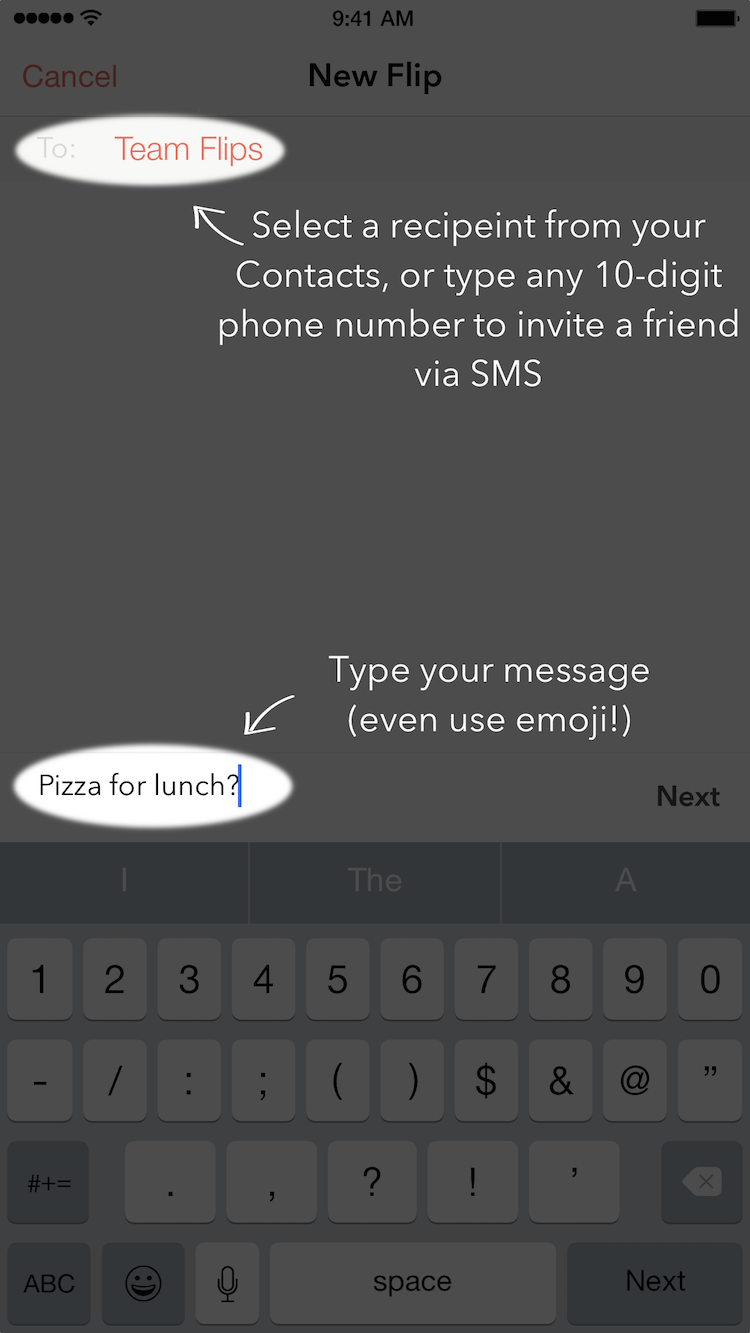 9:41 AM
Cancel New Flip
To: Team Flips
Select a recipeint from your
Contacts, or type any 10-digit
phone number to invite a friend
via SMS
Type your message
(even use emoji!)
Pizza for lunch?
Next
I The A
1 2 3 4 5 6 7 8 9 0
- / : ; ( ) $ & @ ”
#+= . , ? ! ’
ABC space Next